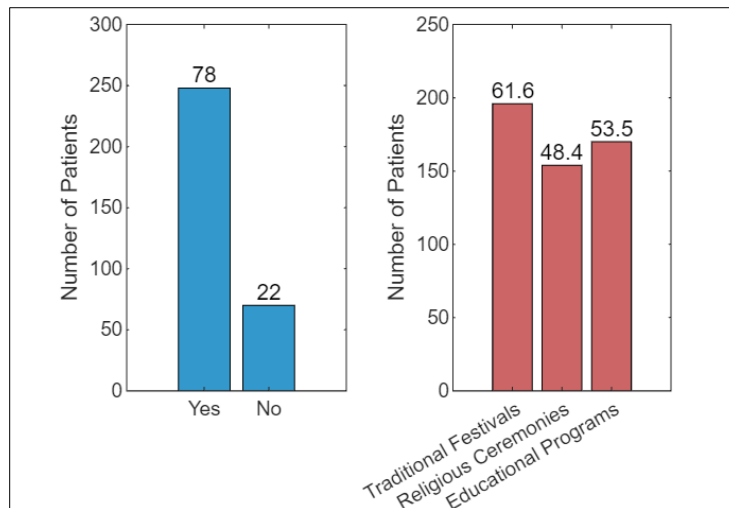 Number of Patients
300
250
200
150
100
50
0
78
22
Yes
No
Number of Patients
250
200
150
100
50
0
61.6
48.4
53.5
Traditional Festivals
Religious Ceremonies
Educational Programs